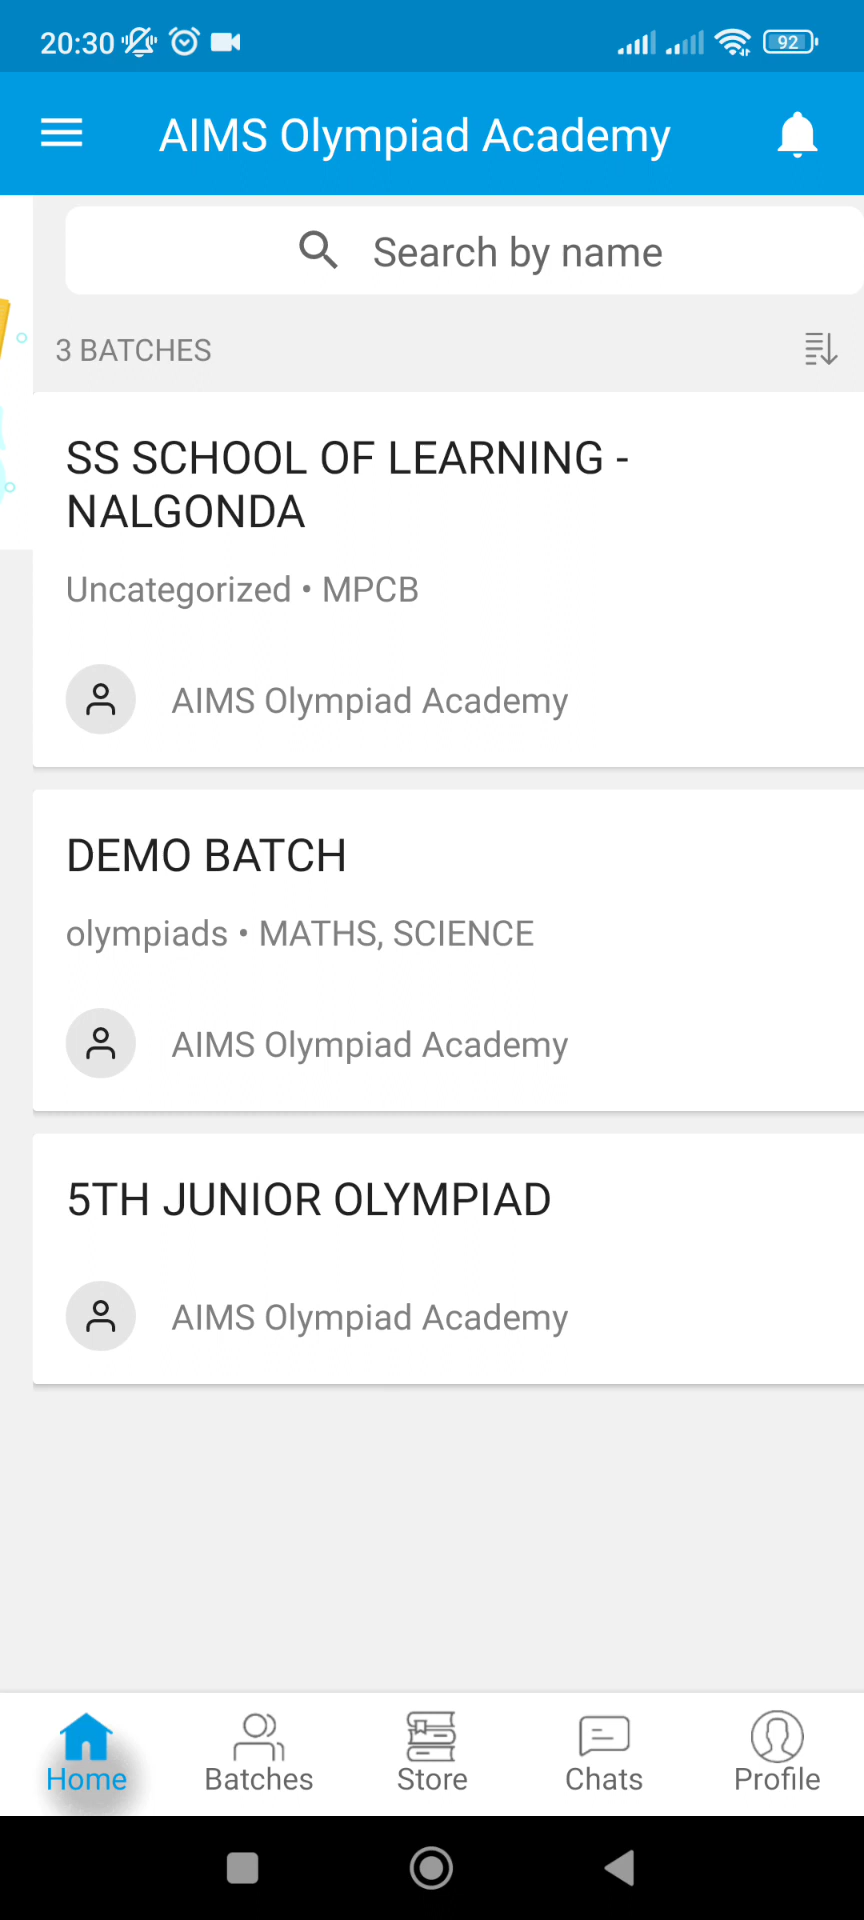 20:30
92
AIMS Olympiad Academy
Search by name
3 BATCHES
SS SCHOOL OF LEARNING -
NALGONDA
Uncategorized • MPCB
AIMS Olympiad Academy
DEMO BATCH
olympiads • MATHS, SCIENCE
AIMS Olympiad Academy
5TH JUNIOR OLYMPIAD
AIMS Olympiad Academy
Home
Batches
Store
Chats
Profile